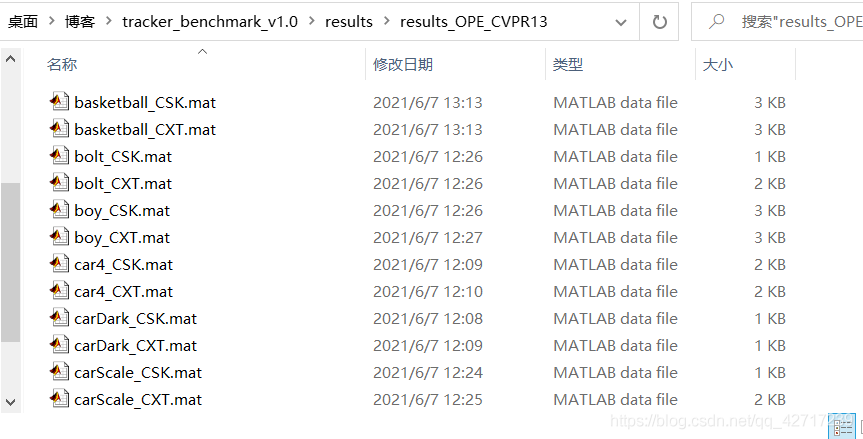 桌面 › 博客 › tracker_benchmark_v1.0 › results › results_OPE_CVPR13 搜索"results_OPE
名称 修改日期 类型 大小
basketball_CSK.mat 2021/6/7 13:13 MATLAB data file 3 KB
basketball_CXT.mat 2021/6/7 13:13 MATLAB data file 3 KB
bolt_CSK.mat 2021/6/7 12:26 MATLAB data file 1 KB
bolt_CXT.mat 2021/6/7 12:26 MATLAB data file 2 KB
boy_CSK.mat 2021/6/7 12:26 MATLAB data file 3 KB
boy_CXT.mat 2021/6/7 12:27 MATLAB data file 3 KB
car4_CSK.mat 2021/6/7 12:09 MATLAB data file 2 KB
car4_CXT.mat 2021/6/7 12:10 MATLAB data file 2 KB
carDark_CSK.mat 2021/6/7 12:08 MATLAB data file 1 KB
carDark_CXT.mat 2021/6/7 12:09 MATLAB data file 1 KB
carScale_CSK.mat 2021/6/7 12:24 MATLAB data file 1 KB
carScale_CXT.mat 2021/6/7 12:25 MATLAB data file 2 KB